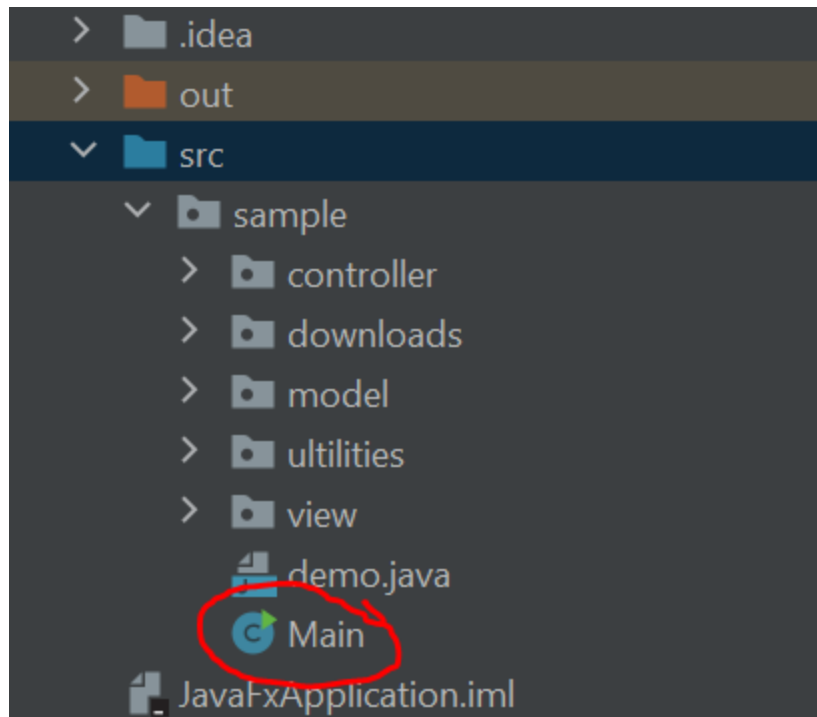 .idea
out
src
sample
controller
downloads
model
ultilities
view
demo.java
Main
JavaFxApplication.iml